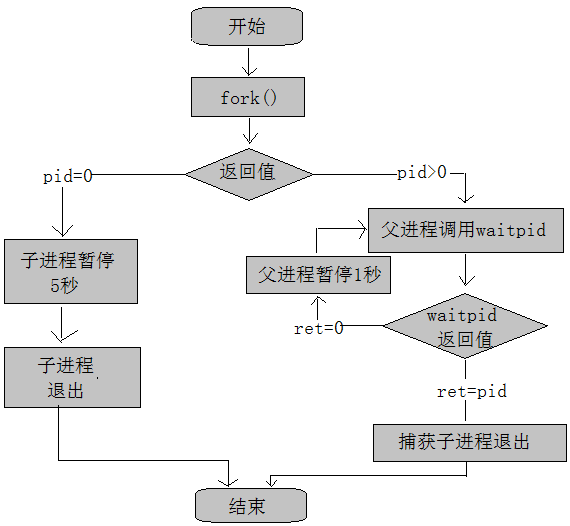 开始
fork()
返回值
pid=0
pid>0
父进程调用waitpid
子进程暂停
5秒
父进程暂停1秒
waitpid
返回值
ret=0
子进程
退出
ret=pid
捕获子进程退出
结束